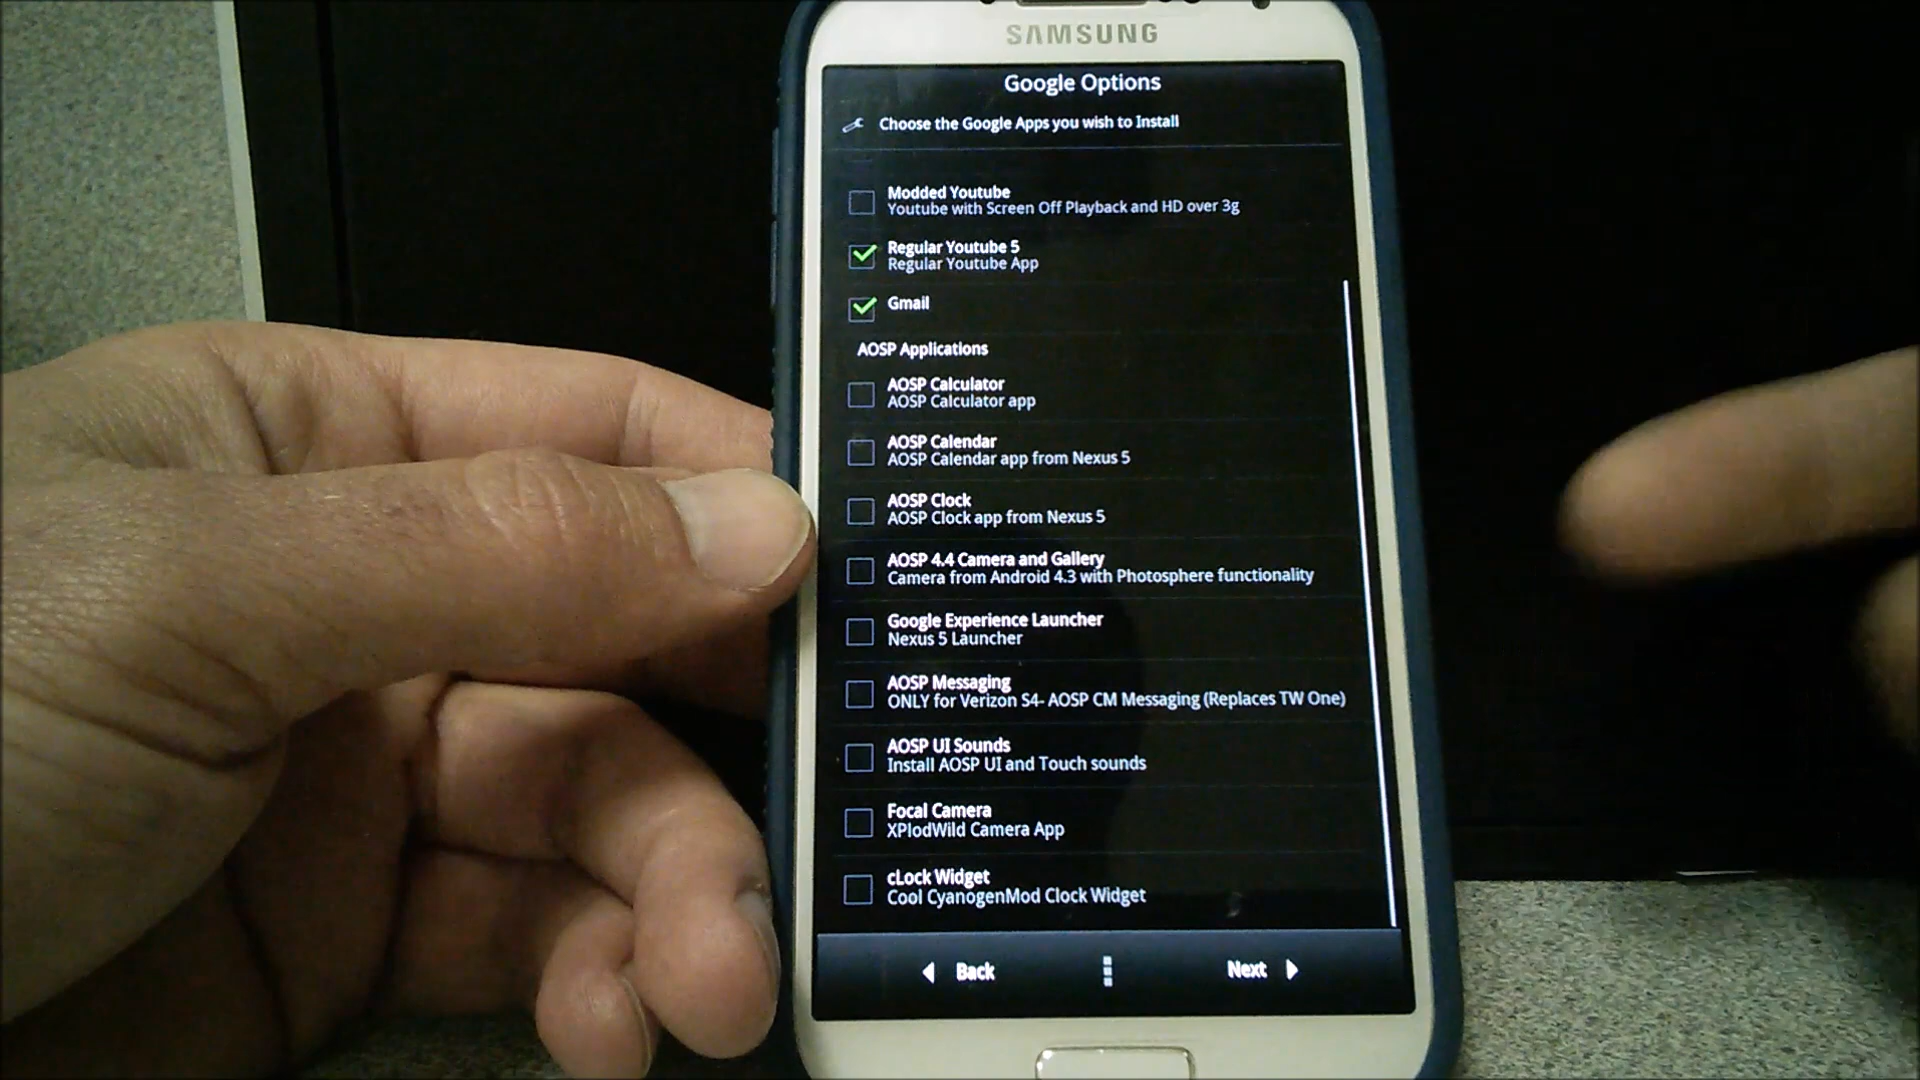 SAMSUNG
Google Options
Choose the Google Apps you wish to Install
Modded Youtube
Youtube with Screen Off Playback and HD over 3g
Regular Youtube 5
Regular Youtube App
Gmail
AOSP Applications
AOSP Calculator
AOSP Calculator app
AOSP Calendar
AOSP Calendar app from Nexus 5
AOSP Clock
AOSP Clock app from Nexus 5
AOSP 4.4 Camera and Gallery
Camera from Android 4.3 with Photosphere functionality
Google Experience Launcher
Nexus 5 Launcher
AOSP Messaging
ONLY for Verizon S4- AOSP CM Messaging (Replaces TW One)
AOSP UI Sounds
Install AOSP UI and Touch sounds
Focal Camera
XPlodWild Camera App
cLock Widget
Cool CyanogenMod Clock Widget
Back Next